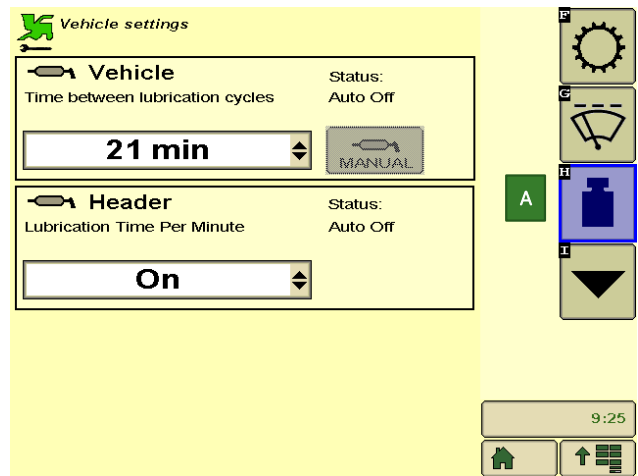 Vehicle settings
Vehicle
Status:
Time between lubrication cycles
Auto Off
21 min
MANUAL
Header
Status:
Lubrication Time Per Minute
Auto Off
On
F
G
H
A
I
9:25